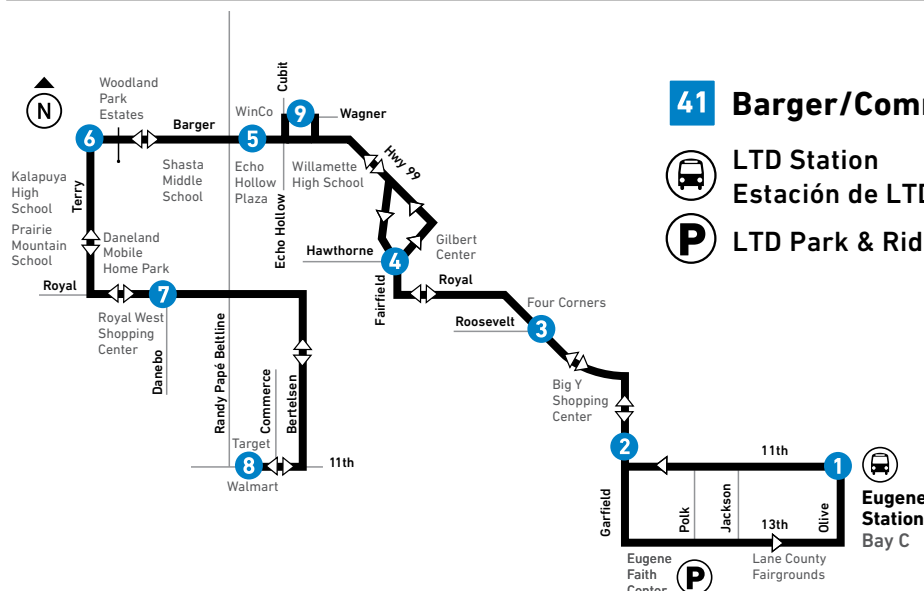 41 Barger/Comm
LTD Station
Estación de LTD
P LTD Park & Rid
N
Woodland
Park
Estates
WinCo
Cubit
9
Wagner
6
Barger
5
Hwy 99
Kalapuya
High
School
Terry
Shasta
Middle
School
Echo
Hollow
Plaza
Echo Hollow
Willamette
High School
Prairie
Mountain
School
Daneland
Mobile
Home Park
Hawthorne
4
Gilbert
Center
Royal
7
Fairfield
Royal
Royal West
Shopping
Center
Danebo
Randy Papé Beltline
Commerce
Bertelsen
Roosevelt
3
Four Corners
Big Y
Shopping
Center
Target
8
Walmart
11th
2
11th
1
Garfield
Polk
Jackson
13th
Olive
Eugene
Station
Bay C
Eugene
Faith
Center
P
Lane County
Fairgrounds